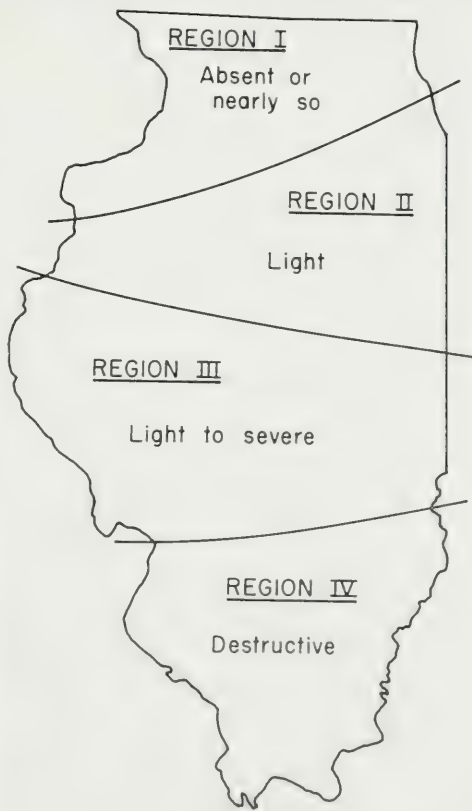 REGION I
Absent or
nearly so
REGION II
Light
REGION III
Light to severe
REGION IV
Destructive